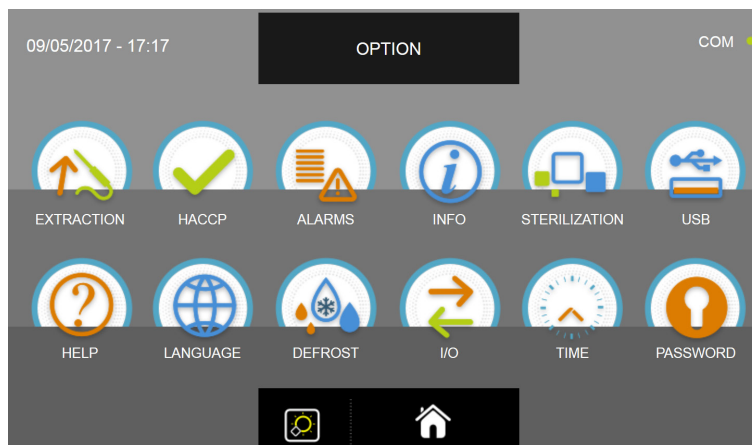 09/05/2017 - 17:17
OPTION
COM
EXTRACTION
HACCP
ALARMS
INFO
STERILIZATION
USB
HELP
LANGUAGE
DEFROST
I/O
TIME
PASSWORD